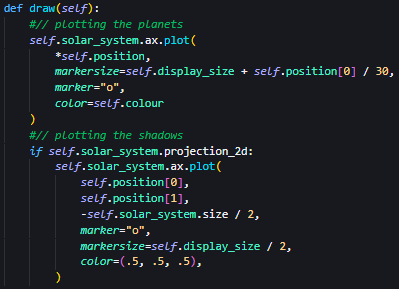 def draw(self):
    #// plotting the planets
    self.solar_system.ax.plot(
        *self.position,
        markersize=self.display_size + self.position[0] / 30,
        marker="o",
        color=self.colour
    )
    #// plotting the shadows
    if self.solar_system.projection_2d:
        self.solar_system.ax.plot(
            self.position[0],
            self.position[1],
            -self.solar_system.size / 2,
            marker="o",
            markersize=self.display_size / 2,
            color=(.5, .5, .5),
        )